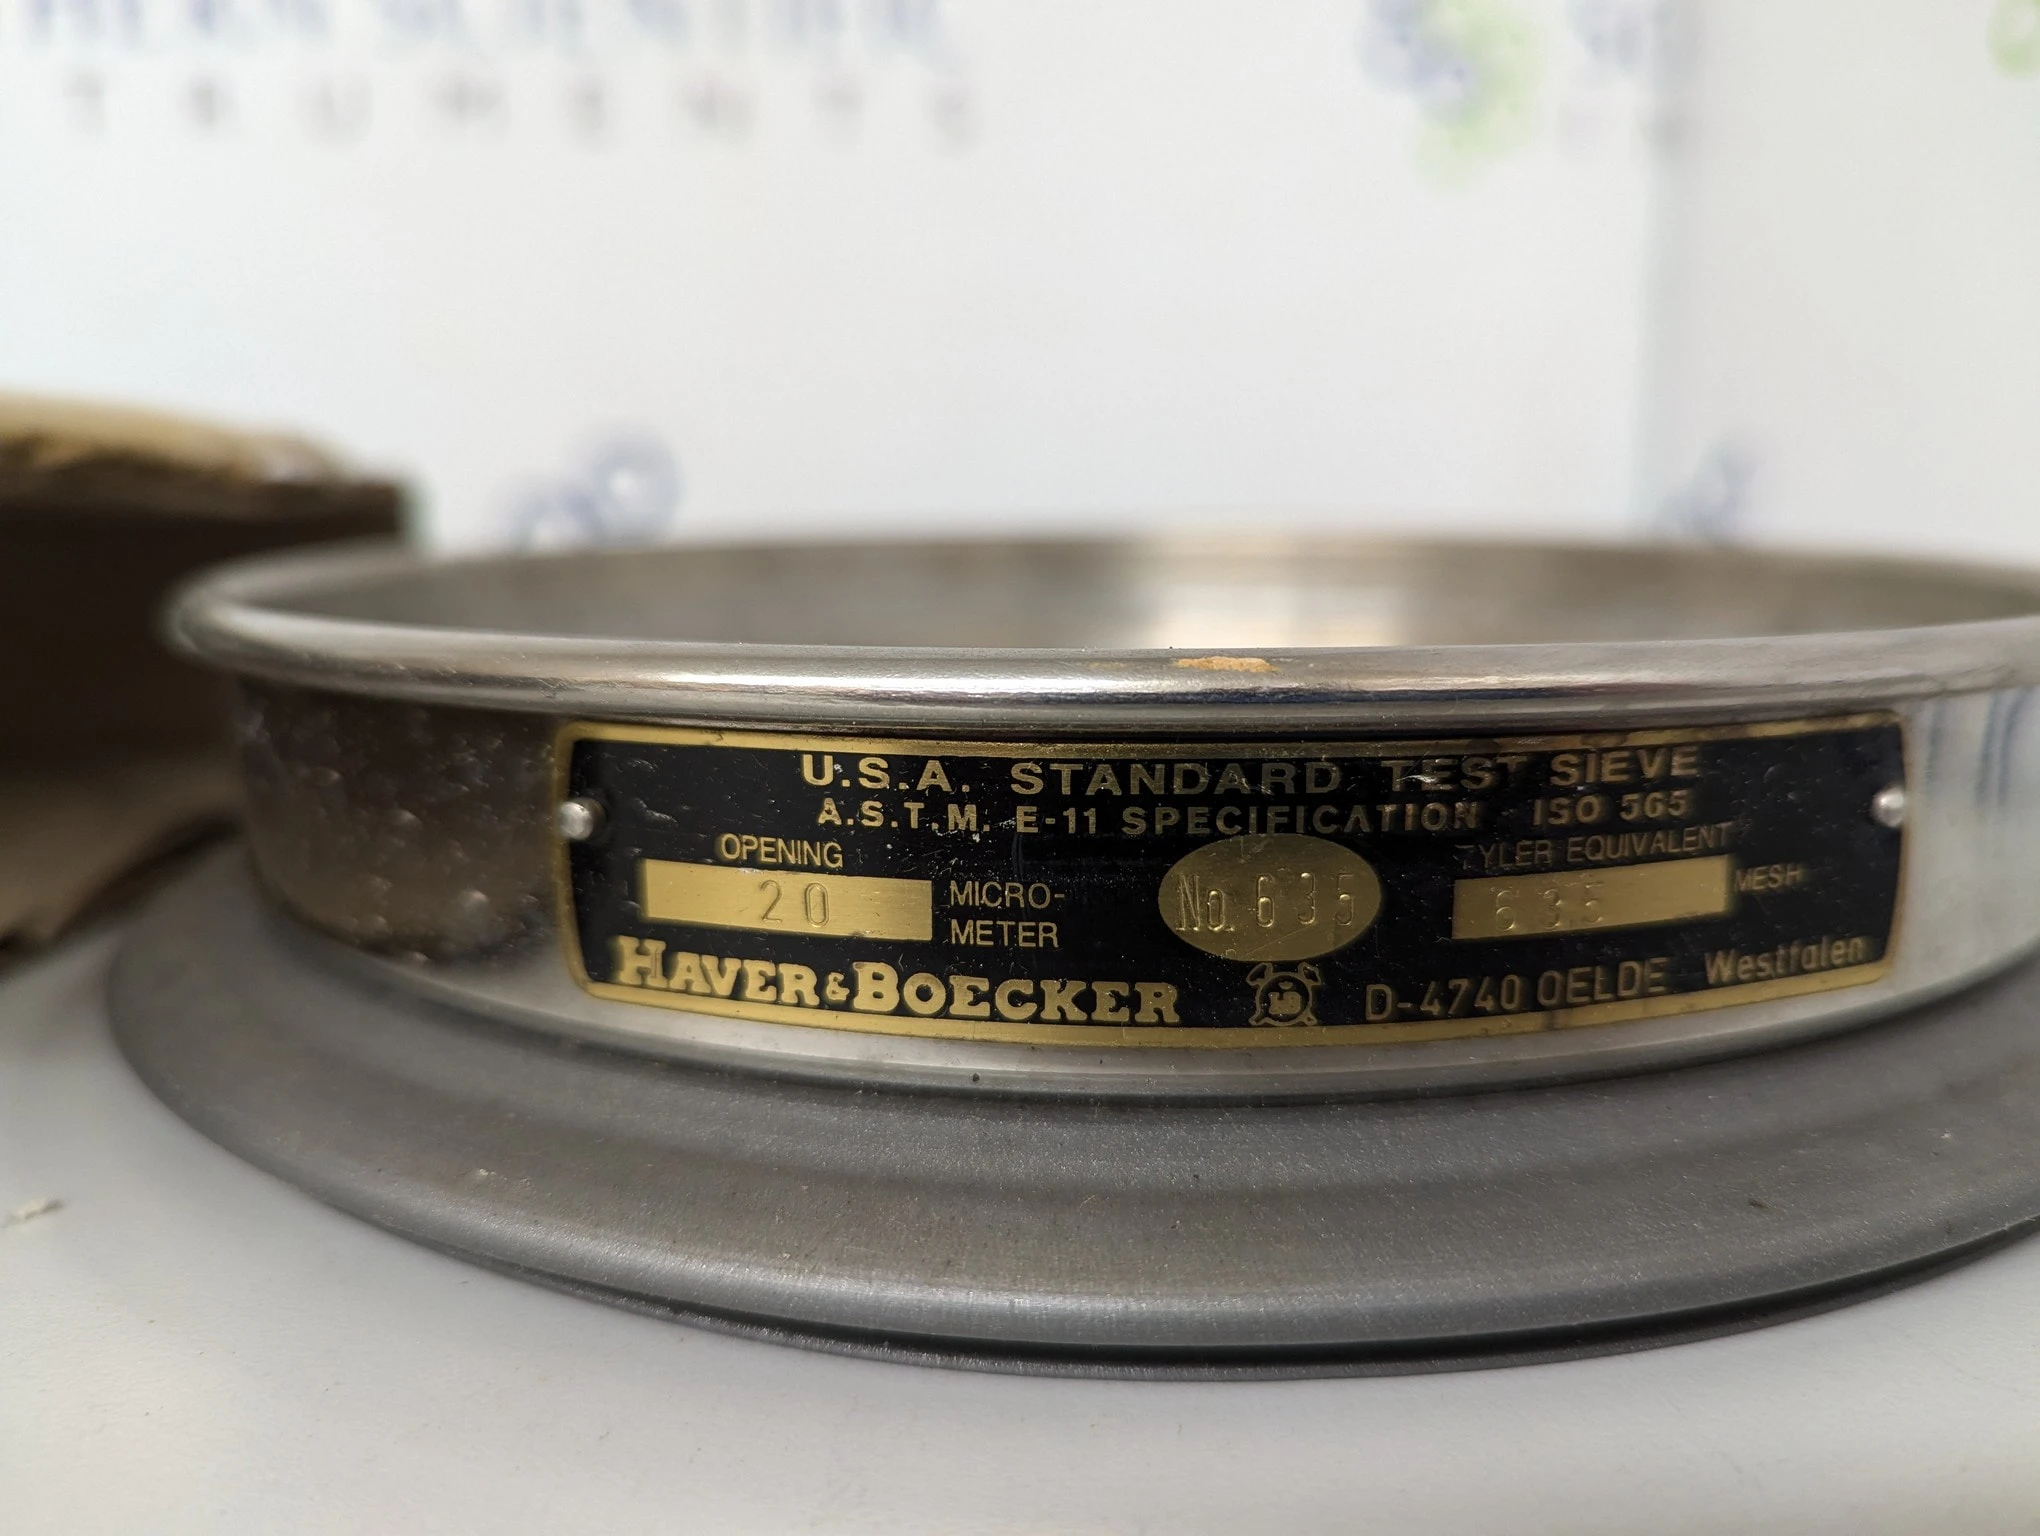 U.S.A. STANDARD TEST SIEVE
A.S.T.M. E-11 SPECIFICATION ISO 565
OPENING
20 MICRO-
METER
No. 635
TYLER EQUIVALENT
635 MESH
HAVER & BOECKER D-4740 OELDE Westfalen